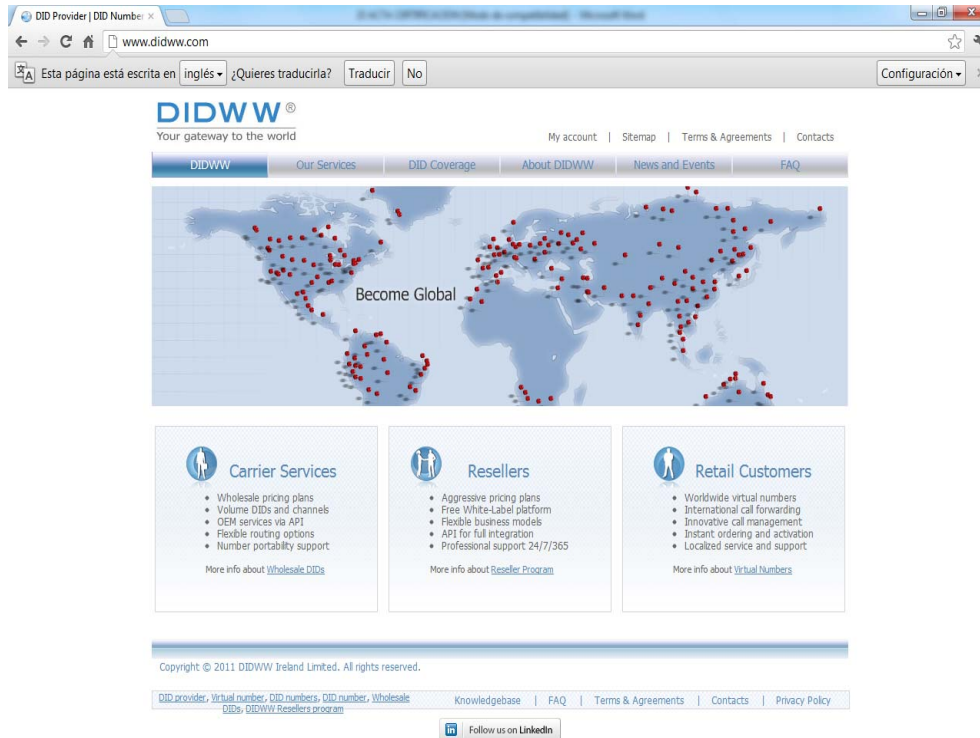 DID Provider | DID Number
www.didww.com
Esta página está escrita en inglés ¿Quieres traducirla? Traducir No Configuración
DIDWW®
Your gateway to the world
My account | Sitemap | Terms & Agreements | Contacts
DIDWW Our Services DID Coverage About DIDWW News and Events FAQ
Become Global
Carrier Services
• Wholesale pricing plans
• Volume DIDs and channels
• OEM services via API
• Flexible routing options
• Number portability support
More info about Wholesale DIDs
Resellers
• Aggressive pricing plans
• Free White-Label platform
• Flexible business models
• API for full integration
• Professional support 24/7/365
More info about Reseller Program
Retail Customers
• Worldwide virtual numbers
• International call forwarding
• Innovative call management
• Instant ordering and activation
• Localized service and support
More info about Virtual Numbers
Copyright © 2011 DIDWW Ireland Limited. All rights reserved.
DID provider, Virtual number, DID numbers, DID number, Wholesale
DIDs, DIDWW Resellers program
Knowledgebase | FAQ | Terms & Agreements | Contacts | Privacy Policy
in Follow us on LinkedIn